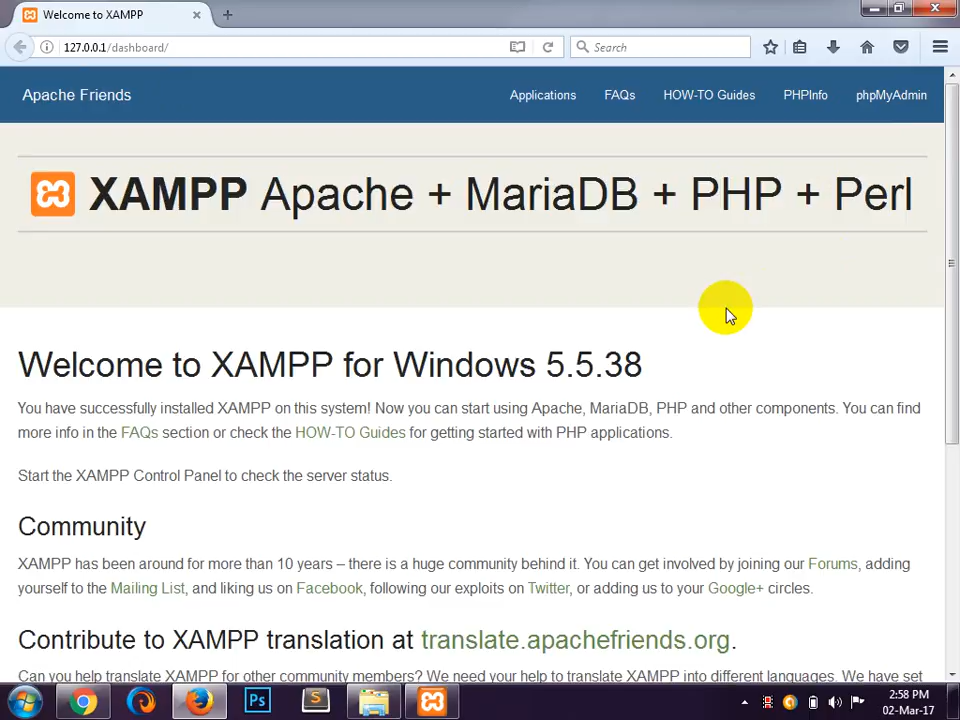 Welcome to XAMPP
127.0.0.1/dashboard/
Search
Apache Friends
Applications
FAQs
HOW-TO Guides
PHPInfo
phpMyAdmin
XAMPP Apache + MariaDB + PHP + Perl
Welcome to XAMPP for Windows 5.5.38
You have successfully installed XAMPP on this system! Now you can start using Apache, MariaDB, PHP and other components. You can find
more info in the FAQs section or check the HOW-TO Guides for getting started with PHP applications.
Start the XAMPP Control Panel to check the server status.
Community
XAMPP has been around for more than 10 years – there is a huge community behind it. You can get involved by joining our Forums, adding
yourself to the Mailing List, and liking us on Facebook, following our exploits on Twitter, or adding us to your Google+ circles.
Contribute to XAMPP translation at translate.apachefriends.org.
Can you help translate XAMPP for other community members? We need your help to translate XAMPP into different languages. We have set
Ps
S
2:58 PM
02-Mar-17